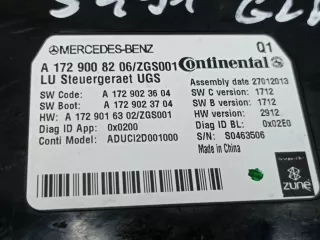 MERCEDES-BENZ Q1
A 172 900 82 06/ZGS001 Continental
LU Steuergeraet UGS Assembly date 27012013
SW Code: A 172 902 36 04 SW C version: 1712
SW Boot: A 172 902 37 04 SW B version: 1712
HW: A 172 901 63 02/ZGS001 HW version: 2912
Diag ID App: 0x0200 Diag ID BL: 0x02E0
Conti Model: ADUCI2D001000 S/N: S0463506
Made in China
zune